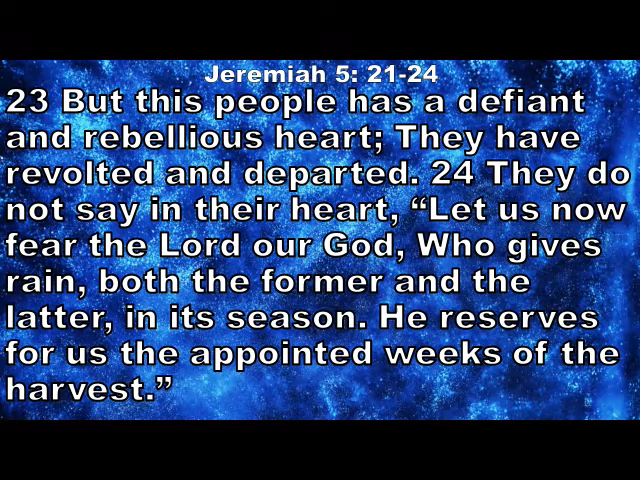 Jeremiah 5: 21-24
23 But this people has a defiant
and rebellious heart; They have
revolted and departed. 24 They do
not say in their heart, “Let us now
fear the Lord our God, Who gives
rain, both the former and the
latter, in its season. He reserves
for us the appointed weeks of the
harvest.”